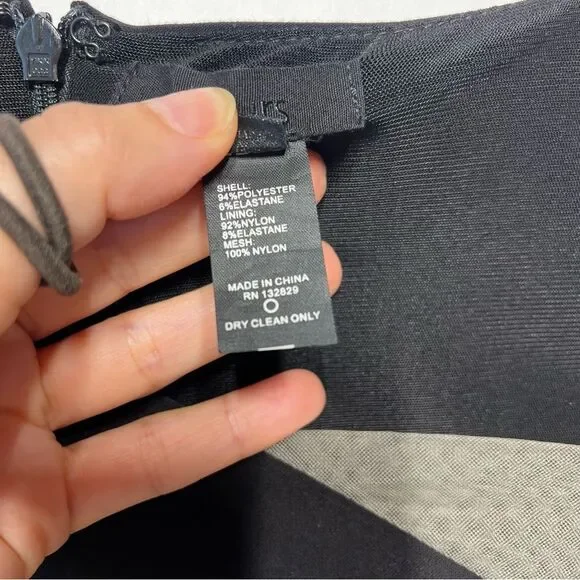 SHELL:
94%POLYESTER
6%ELASTANE
LINING:
92%NYLON
8%ELASTANE
MESH:
100%NYLON
MADE IN CHINA
RN 132829
DRY CLEAN ONLY